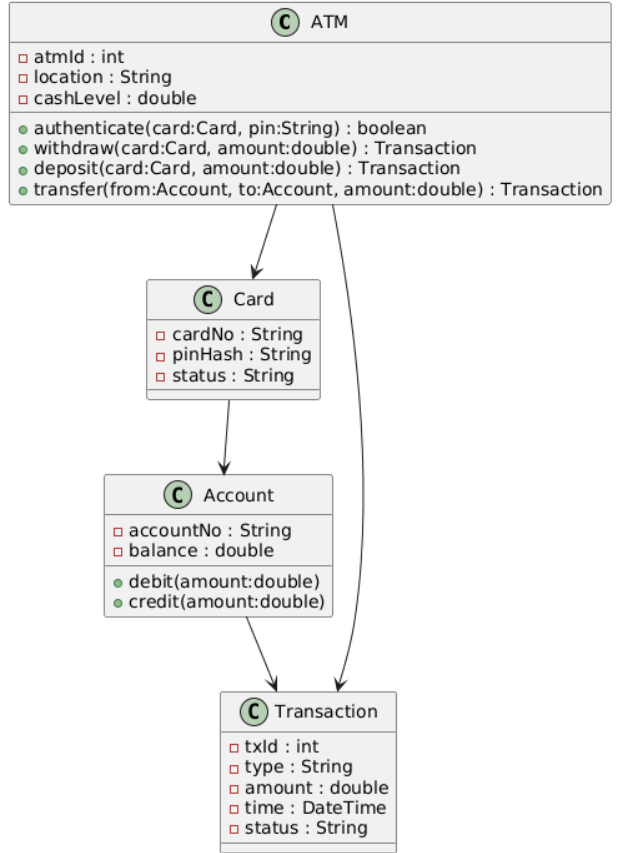 C ATM
atmId : int
location : String
cashLevel : double
authenticate(card:Card, pin:String) : boolean
withdraw(card:Card, amount:double) : Transaction
deposit(card:Card, amount:double) : Transaction
transfer(from:Account, to:Account, amount:double) : Transaction
C Card
cardNo : String
pinHash : String
status : String
C Account
accountNo : String
balance : double
debit(amount:double)
credit(amount:double)
C Transaction
txId : int
type : String
amount : double
time : DateTime
status : String